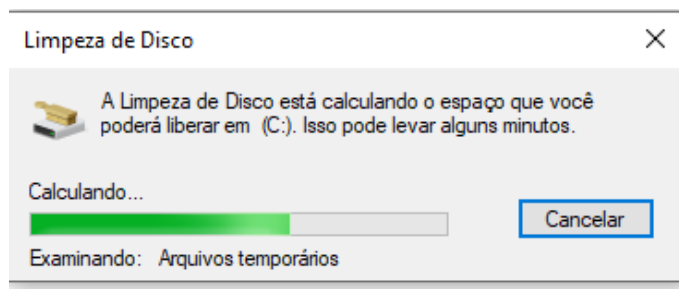 Limpeza de Disco
A Limpeza de Disco está calculando o espaço que você
poderá liberar em (C:). Isso pode levar alguns minutos.
Calculando...
Cancelar
Examinando: Arquivos temporários